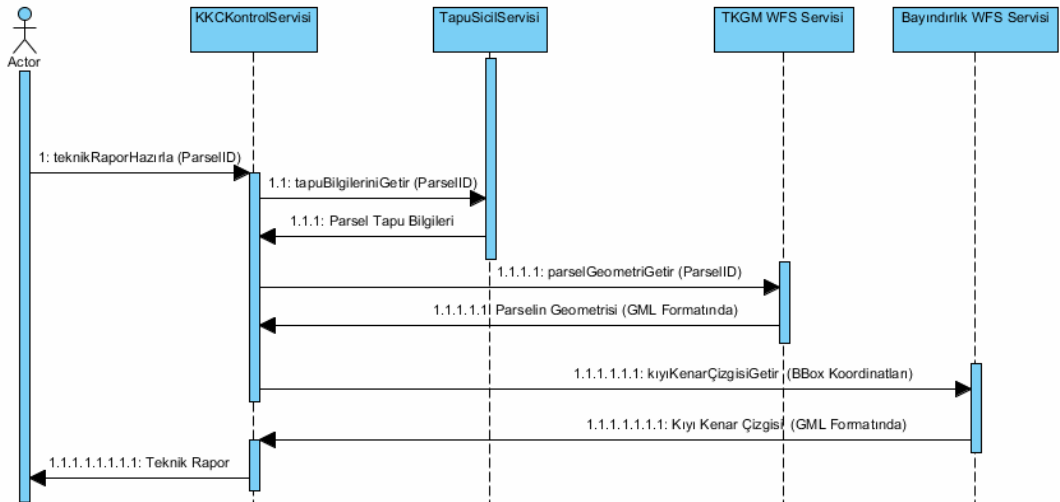 KKCKontrolServisi
TapuSicilServisi
TKGM WFS Servisi
Bayındırlık WFS Servisi
Actor
1: teknikRaporHazırla (ParselID)
1.1: tapuBilgileriniGetir (ParselID)
1.1.1: Parsel Tapu Bilgileri
1.1.1.1: parselGeometriGetir (ParselID)
1.1.1.1.1: Parselin Geometrisi (GML Formatında)
1.1.1.1.1.1: kıyıKenarÇizgisiGetir (BBox Koordinatları)
1.1.1.1.1.1.1: Kıyı Kenar Çizgisi (GML Formatında)
1.1.1.1.1.1.1.1: Teknik Rapor